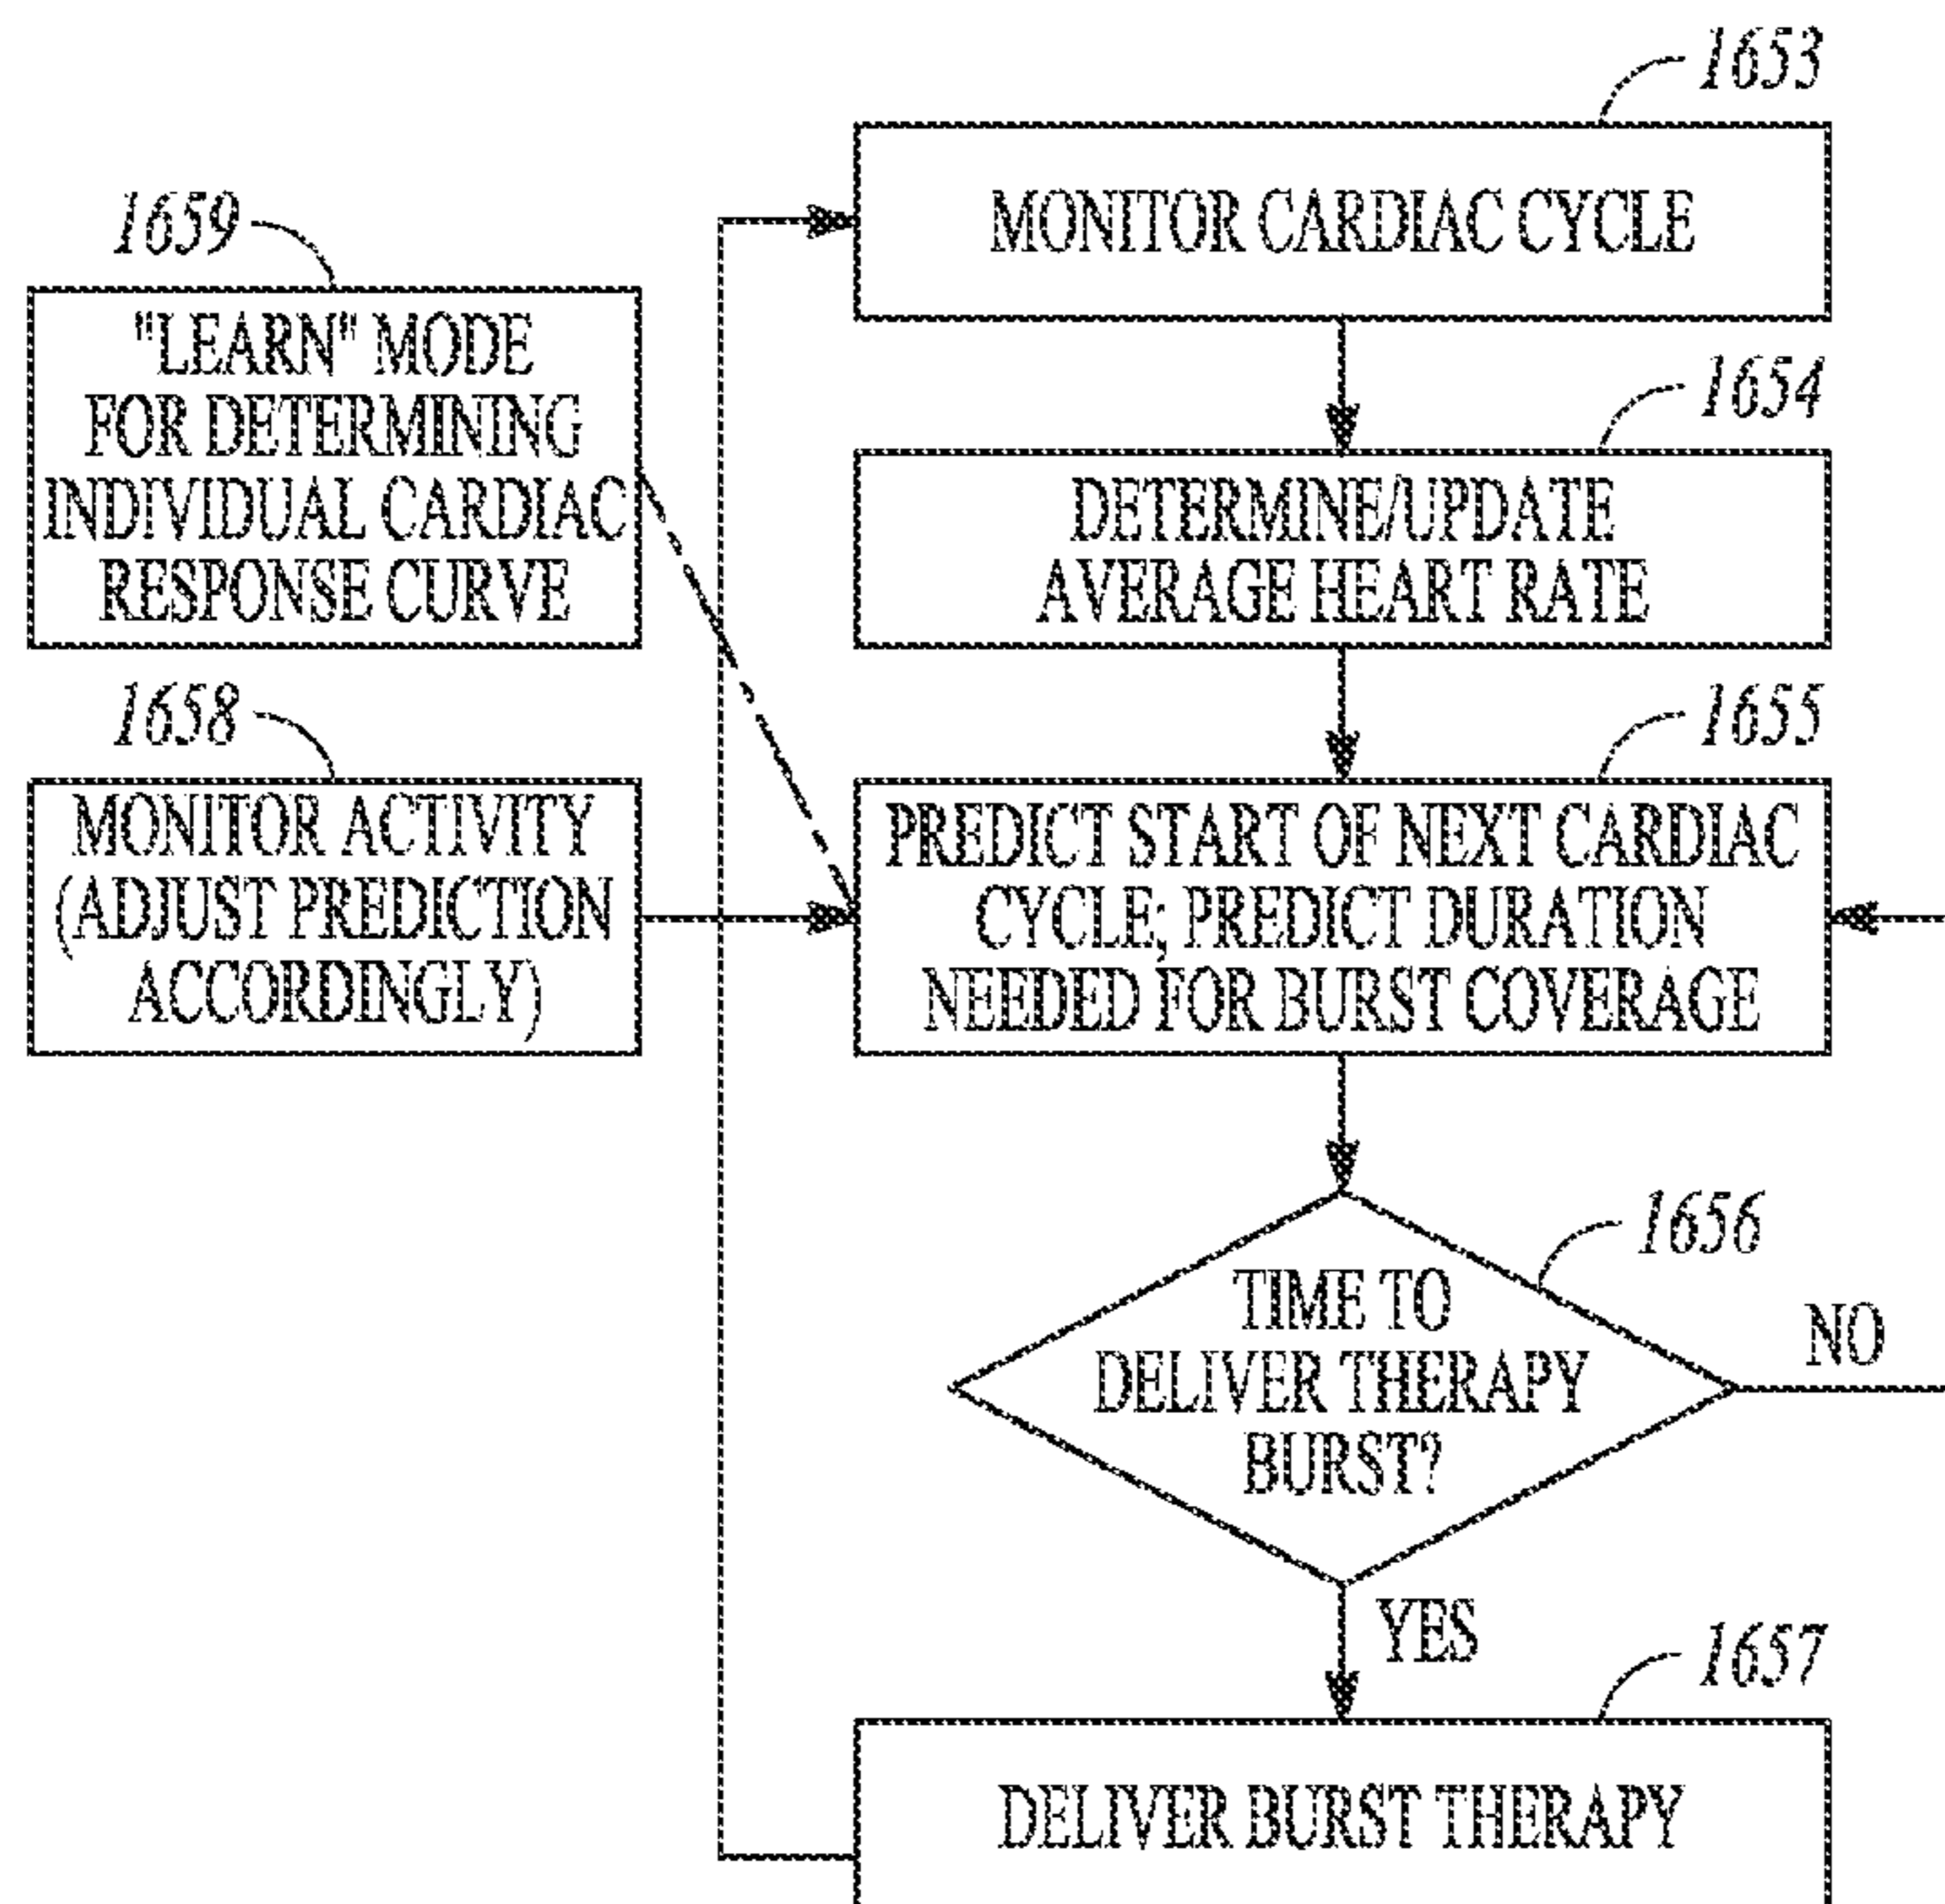 1653
MONITOR CARDIAC CYCLE
1659
"LEARN" MODE
FOR DETERMINING
INDIVIDUAL CARDIAC
RESPONSE CURVE
1654
DETERMINE/UPDATE
AVERAGE HEART RATE
1658
MONITOR ACTIVITY
(ADJUST PREDICTION
ACCORDINGLY)
1655
PREDICT START OF NEXT CARDIAC
CYCLE; PREDICT DURATION
NEEDED FOR BURST COVERAGE
1656
TIME TO
DELIVER THERAPY
BURST?
NO
YES
1657
DELIVER BURST THERAPY